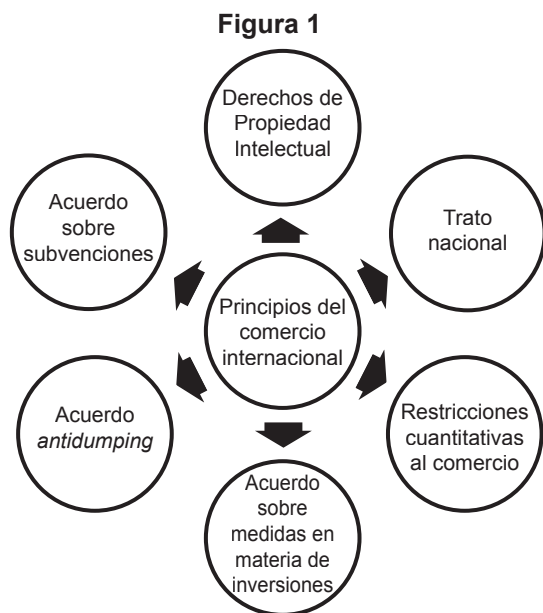 Figura 1
Derechos de
Propiedad
Intelectual
Acuerdo
sobre
subvenciones
Trato
nacional
Principios del
comercio
internacional
Acuerdo
antidumping
Restricciones
cuantitativas
al comercio
Acuerdo
sobre
medidas en
materia de
inversiones